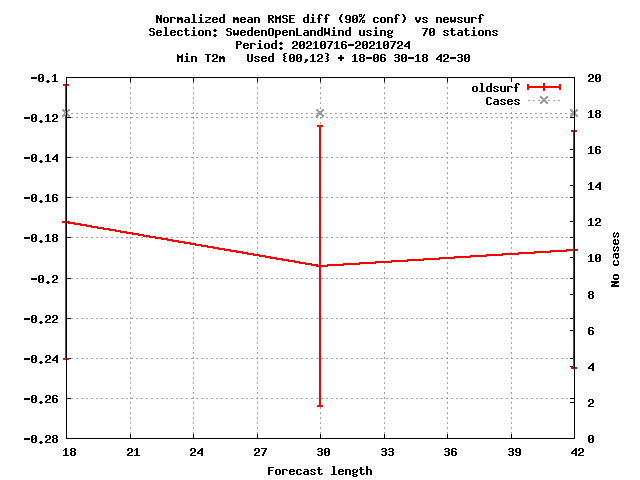 Normalized mean RMSE diff (90% conf) vs newsurf
Selection: SwedenOpenLandWind using    70 stations
Period: 20210716-20210724
Min T2m   Used {00,12} + 18-06 30-18 42-30
oldsurf
Cases
-0.1
-0.12
-0.14
-0.16
-0.18
-0.2
-0.22
-0.24
-0.26
-0.28
20
18
16
14
12
10
8
6
4
2
0
No cases
18 21 24 27 30 33 36 39 42
Forecast length